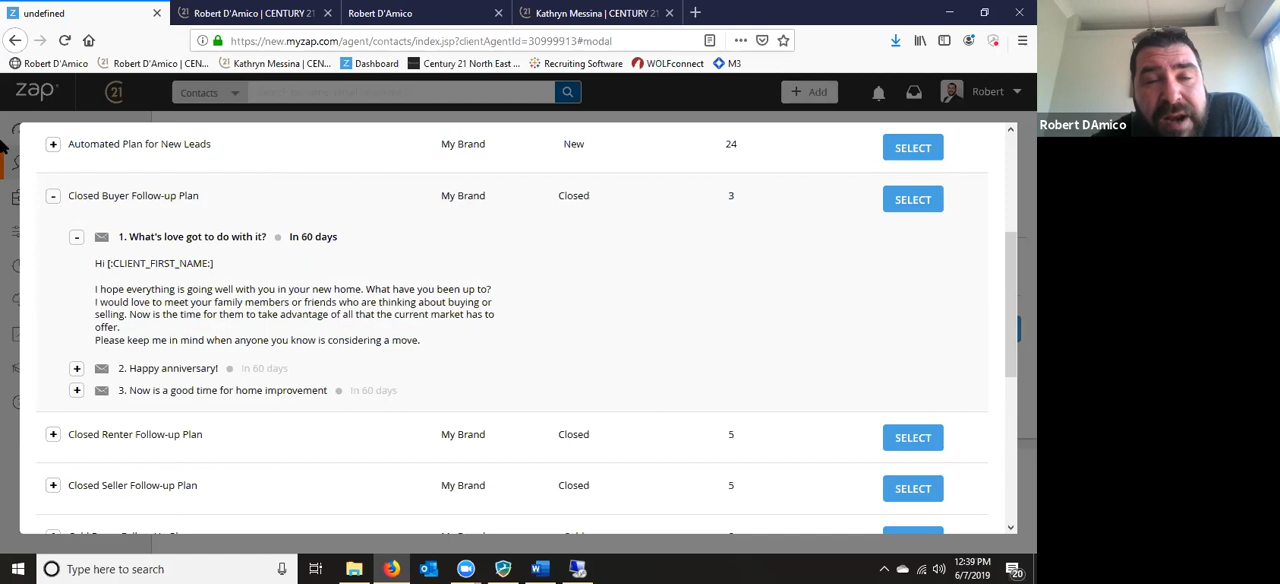 undefined
Robert D'Amico | CENTURY 21
Robert D'Amico
Kathryn Messina | CENTURY 21
https://new.myzap.com/agent/contacts/index.jsp?clientAgentId=30999913#modal
Robert D'Amico
Robert D'Amico | CEN...
Kathryn Messina | CEN...
Dashboard
Century 21 North East ...
Recruiting Software
WOLFconnect
M3
zap
C21
Contacts
+ Add
Robert
Robert DAmico
Automated Plan for New Leads My Brand New 24 SELECT
Closed Buyer Follow-up Plan My Brand Closed 3 SELECT
1. What's love got to do with it? In 60 days
Hi [:CLIENT_FIRST_NAME:]
I hope everything is going well with you in your new home. What have you been up to?
I would love to meet your family members or friends who are thinking about buying or
selling. Now is the time for them to take advantage of all that the current market has to
offer.
Please keep me in mind when anyone you know is considering a move.
2. Happy anniversary! In 60 days
3. Now is a good time for home improvement In 60 days
Closed Renter Follow-up Plan My Brand Closed 5 SELECT
Closed Seller Follow-up Plan My Brand Closed 5 SELECT
Type here to search
12:39 PM
6/7/2019
20